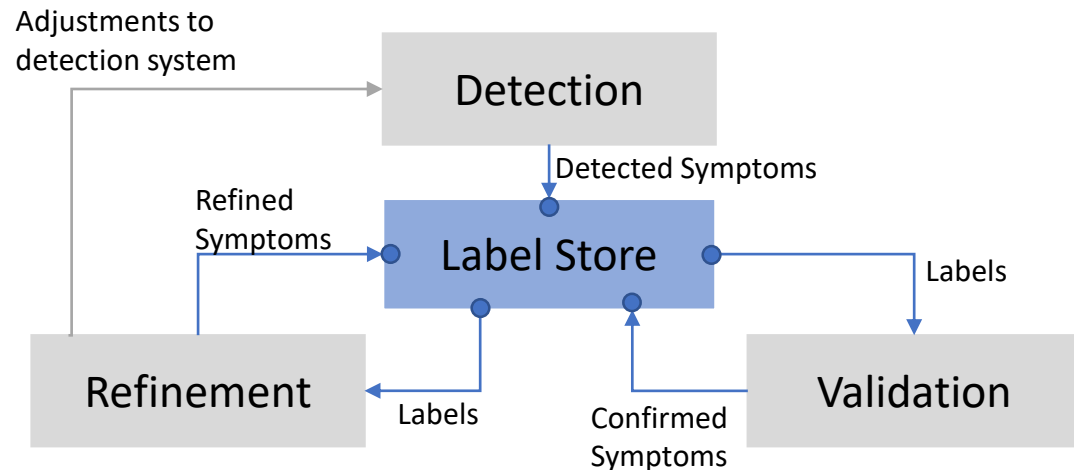 Adjustments to
detection system
Detection
Detected Symptoms
Refined
Symptoms
Label Store
Labels
Refinement
Labels
Confirmed
Symptoms
Validation